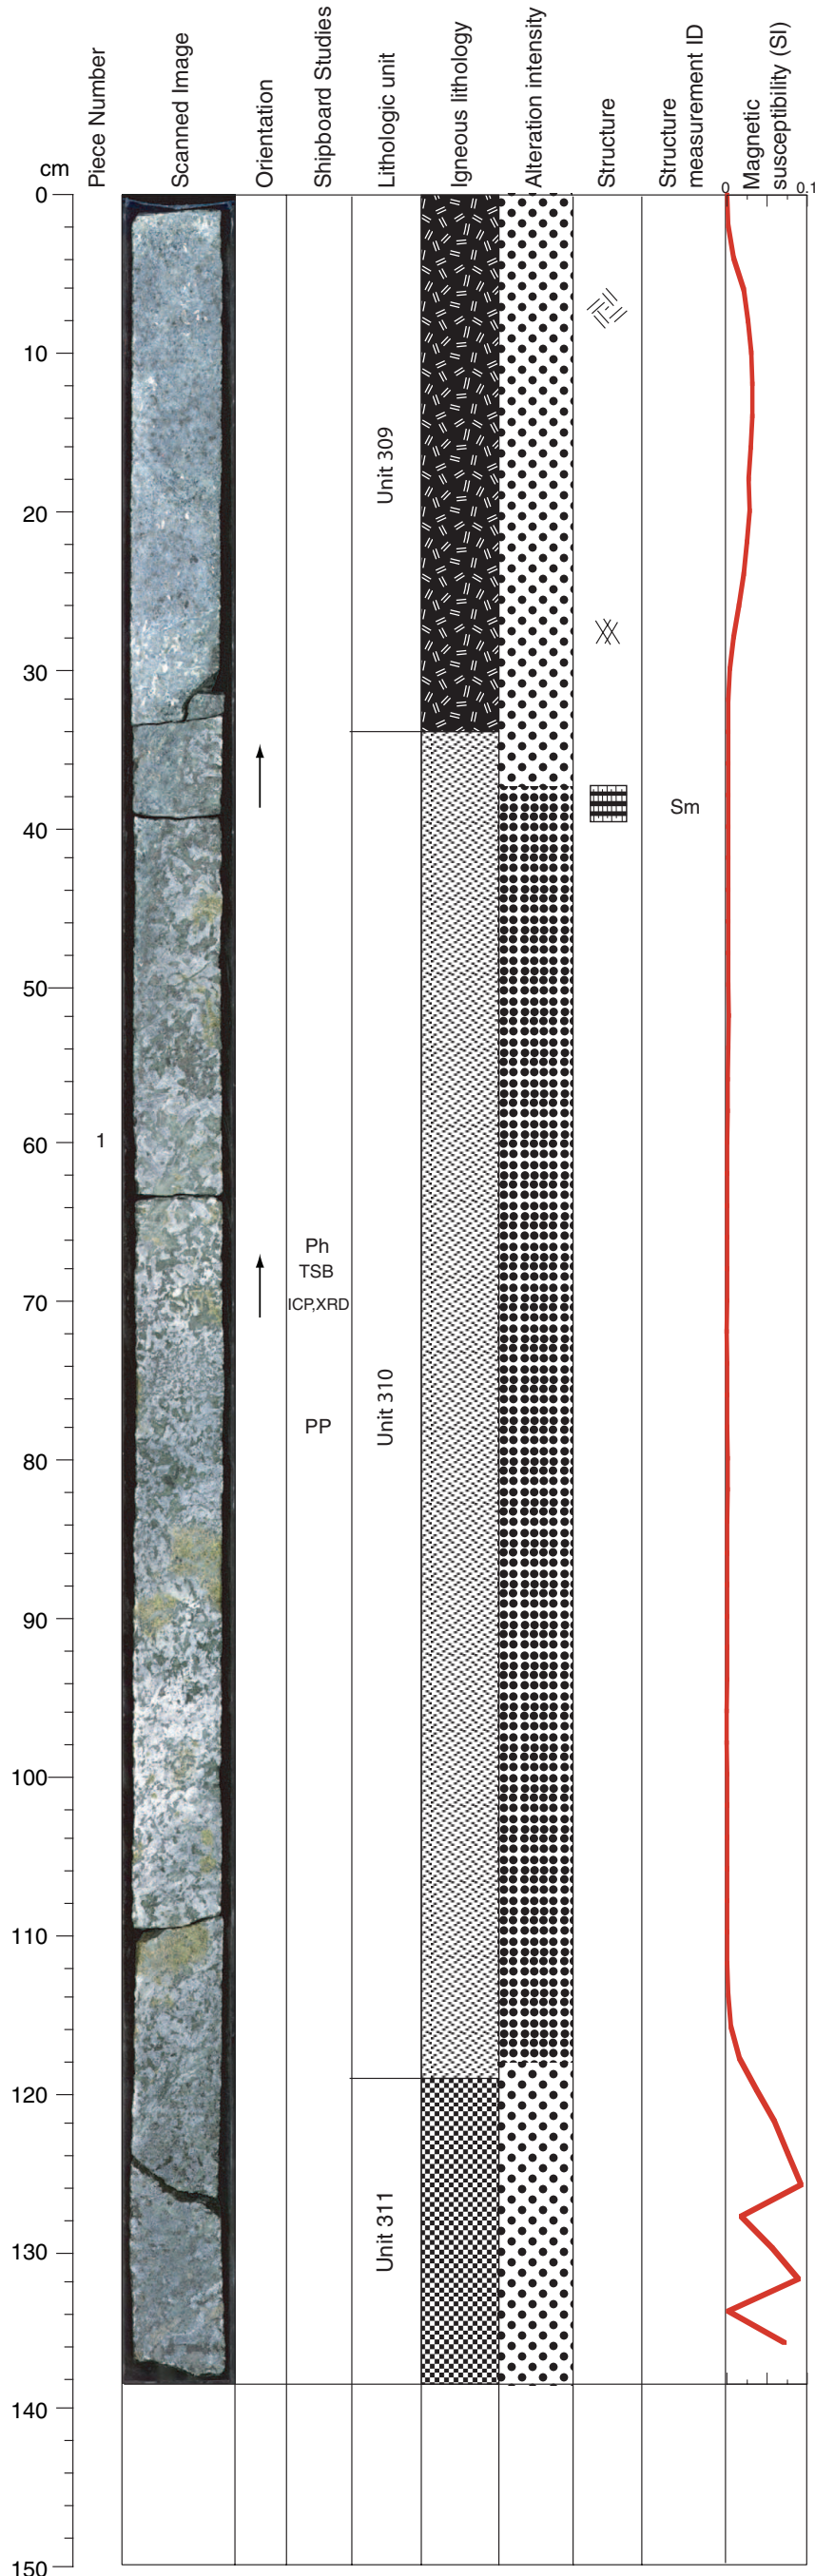 cm
Piece Number
Scanned Image
Orientation
Shipboard Studies
Lithologic unit
Igneous lithology
Alteration intensity
Structure
Structure
measurement ID
Magnetic
susceptibility (SI)
0
0.1
0
10
20
30
40
50
60
70
80
90
100
110
120
130
140
150
Unit 309
Sm
1
Ph
TSB
ICP,XRD
Unit 310
PP
Unit 311